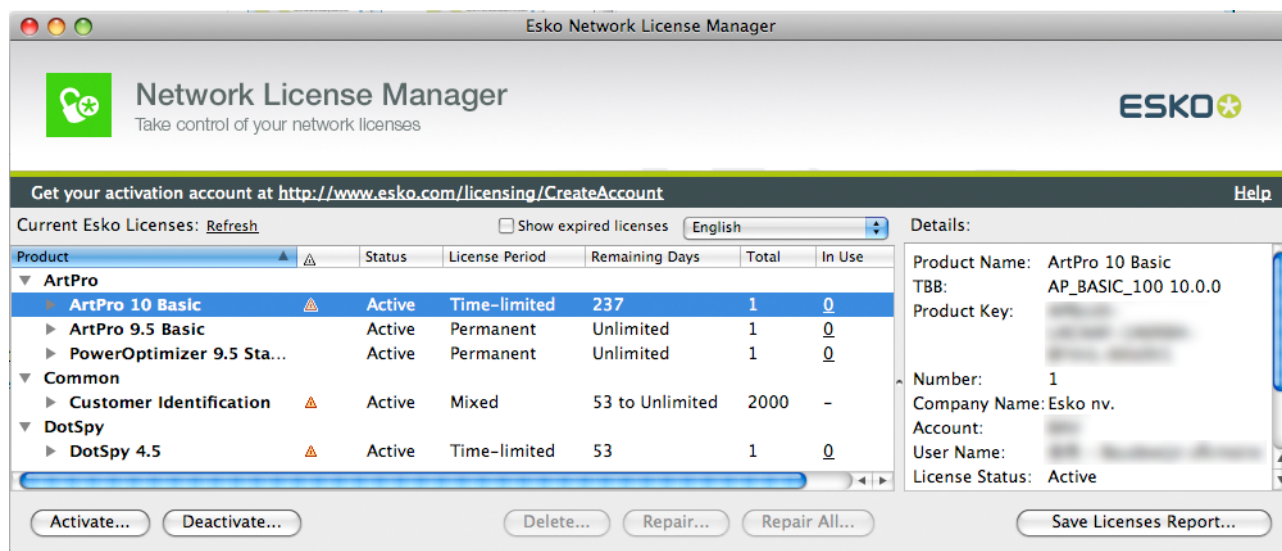 Esko Network License Manager
Network License Manager
Take control of your network licenses
ESKO
Get your activation account at http://www.esko.com/licensing/CreateAccount Help
Current Esko Licenses: Refresh Show expired licenses English Details:
Product Status License Period Remaining Days Total In Use
ArtPro
ArtPro 10 Basic Active Time-limited 237 1 0
ArtPro 9.5 Basic Active Permanent Unlimited 1 0
PowerOptimizer 9.5 Sta... Active Permanent Unlimited 1 0
Common
Customer Identification Active Mixed 53 to Unlimited 2000 -
DotSpy
DotSpy 4.5 Active Time-limited 53 1 0
Product Name: ArtPro 10 Basic
TBB: AP_BASIC_100 10.0.0
Product Key:
Number: 1
Company Name: Esko nv.
Account:
User Name:
License Status: Active
Activate... Deactivate... Delete... Repair... Repair All... Save Licenses Report...